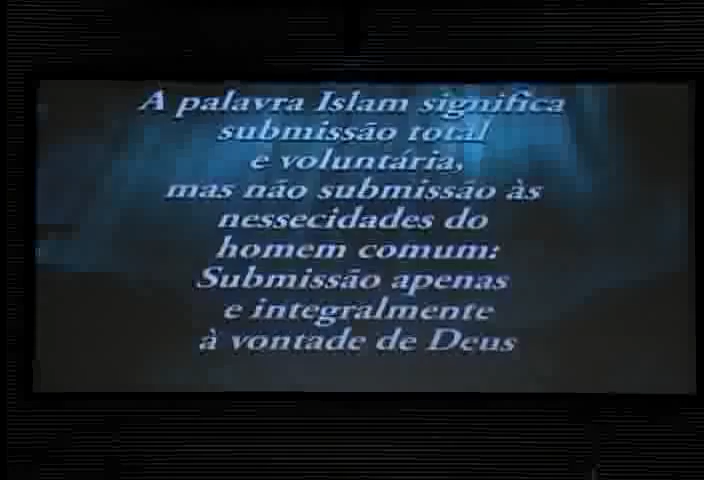 A palavra Islam significa
submissão total
e voluntária,
mas não submissão às
nessecidades do
homem comum:
Submissão apenas
e integralmente
à vontade de Deus